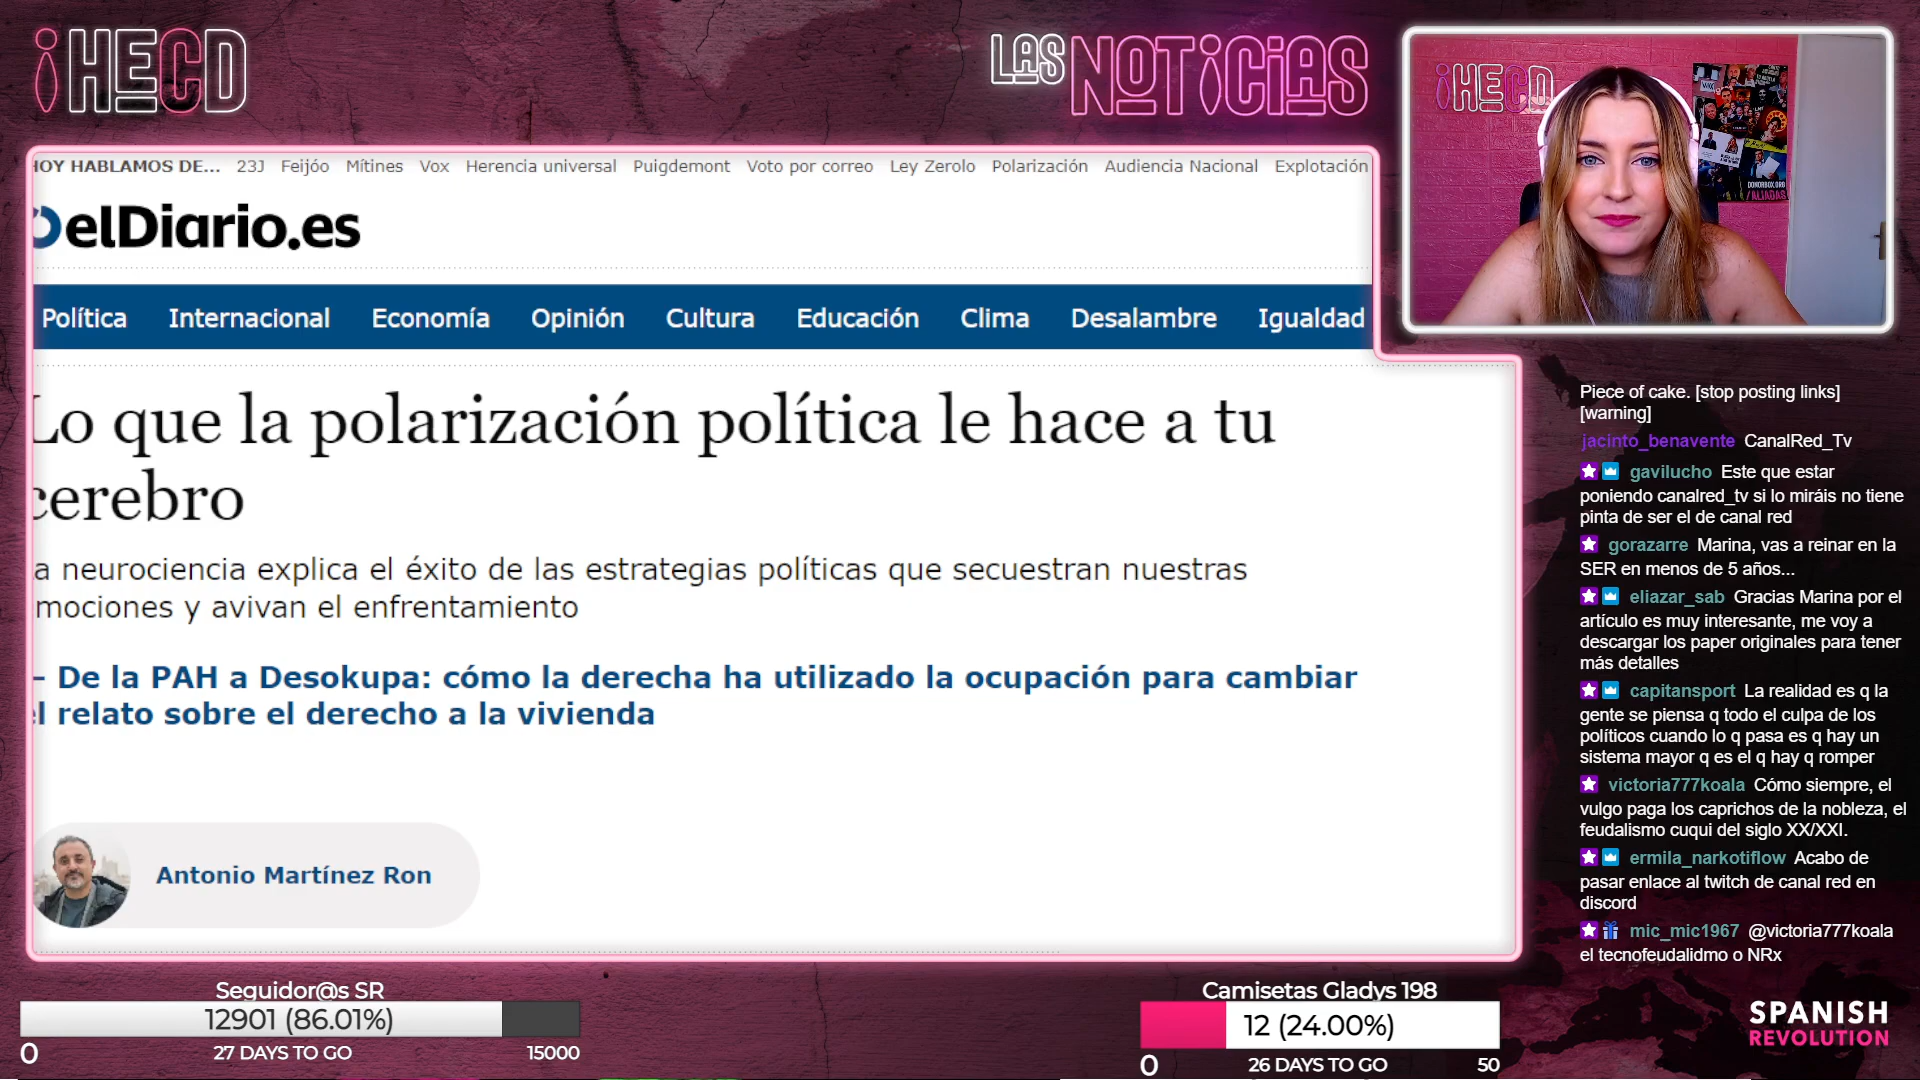 ¡HECD
LAS NOTICIAS
¡HECD
DONORBOX.ORG
/ALIADAS
HOY HABLAMOS DE... 23J Feijóo Mítines Vox Herencia universal Puigdemont Voto por correo Ley Zerolo Polarización Audiencia Nacional Explotación
elDiario.es
Política Internacional Economía Opinión Cultura Educación Clima Desalambre Igualdad
Lo que la polarización política le hace a tu
cerebro
a neurociencia explica el éxito de las estrategias políticas que secuestran nuestras
mociones y avivan el enfrentamiento
– De la PAH a Desokupa: cómo la derecha ha utilizado la ocupación para cambiar
el relato sobre el derecho a la vivienda
Antonio Martínez Ron
Piece of cake. [stop posting links]
[warning]
jacinto_benavente CanalRed_Tv
gavilucho Este que estar
poniendo canalred_tv si lo miráis no tiene
pinta de ser el de canal red
gorazarre Marina, vas a reinar en la
SER en menos de 5 años...
eliazar_sab Gracias Marina por el
artículo es muy interesante, me voy a
descargar los paper originales para tener
más detalles
capitansport La realidad es q la
gente se piensa q todo el culpa de los
políticos cuando lo q pasa es q hay un
sistema mayor q es el q hay q romper
victoria777koala Cómo siempre, el
vulgo paga los caprichos de la nobleza, el
feudalismo cuqui del siglo XX/XXI.
ermila_narkotiflow Acabo de
pasar enlace al twitch de canal red en
discord
mic_mic1967 @victoria777koala
el tecnofeudalidmo o NRx
Seguidor@s SR
12901 (86.01%)
0 27 DAYS TO GO 15000
Camisetas Gladys 198
12 (24.00%)
0 26 DAYS TO GO 50
SPANISH
REVOLUTION